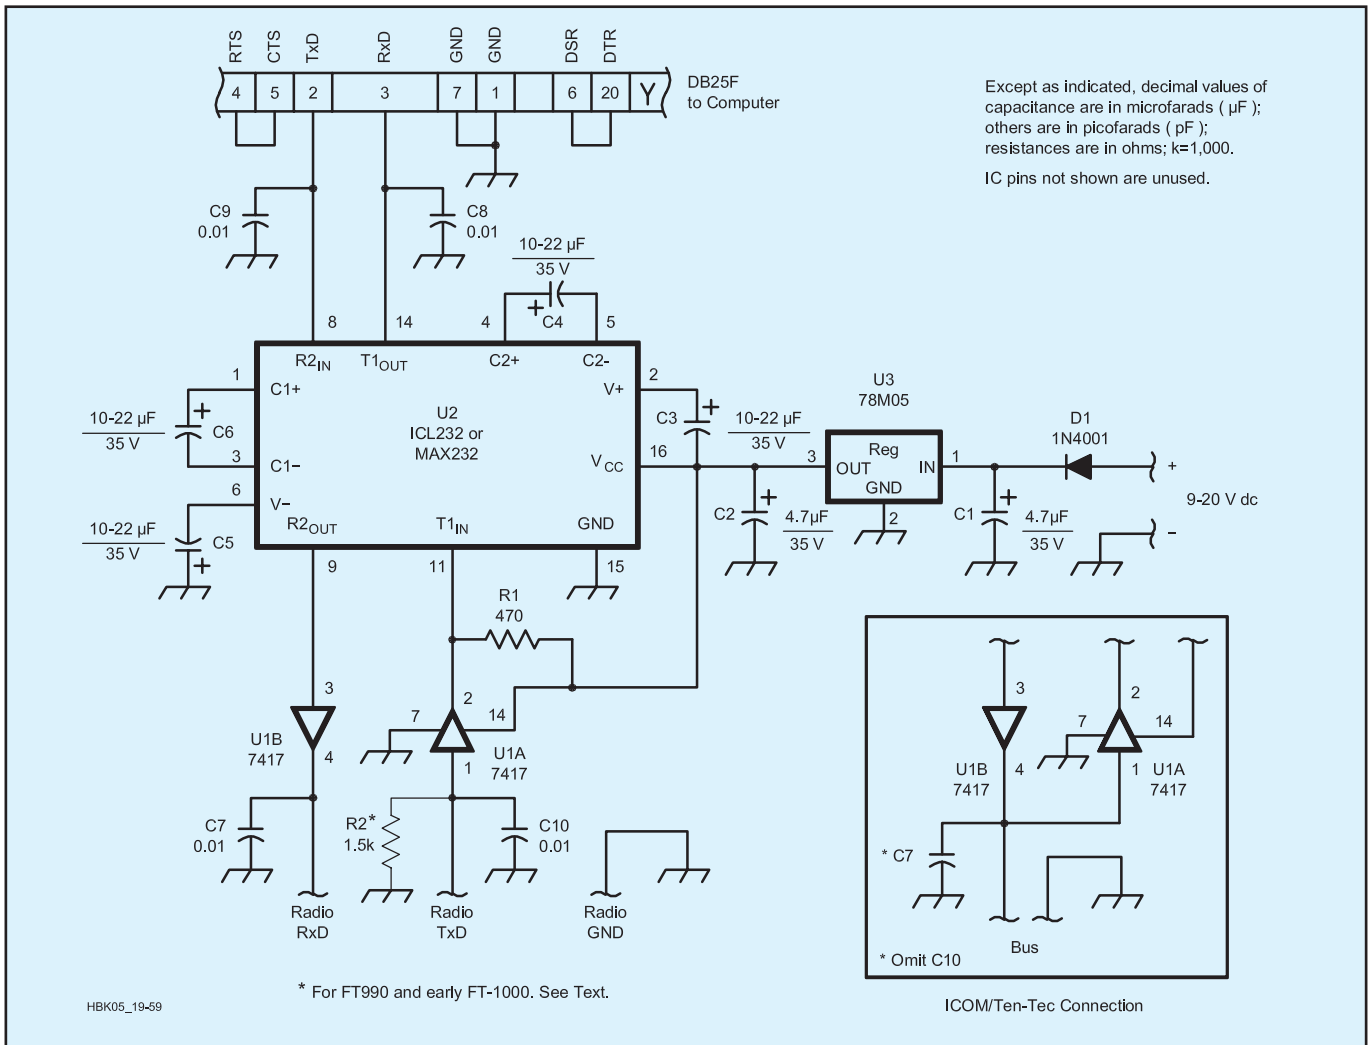 RTS CTS TxD RxD GND GND DSR DTR
4 5 2 3 7 1 6 20 Y
DB25F
to Computer
Except as indicated, decimal values of
capacitance are in microfarads ( µF );
others are in picofarads ( pF );
resistances are in ohms; k=1,000.
IC pins not shown are unused.
C9
0.01
C8
0.01
10-22 µF
35 V
+ C4
8 14 4 5
R2IN T1OUT C2+ C2-
1 C1+
V+ 2
10-22 µF
35 V
+
C6
U2
ICL232 or
MAX232
C3 +
10-22 µF
35 V
3 C1–
VCC 16
6 V–
R2OUT T1IN GND
10-22 µF
35 V
C5
+
9 11 15
U3
78M05
3 Reg 1
OUT IN
GND
2
D1
1N4001
+
9-20 V dc
–
C2 + 4.7µF
35 V
C1 + 4.7µF
35 V
R1
470
3
U1B
7417
4
2
7 14
U1A
7417
1
C7
0.01
R2*
1.5k
C10
0.01
Radio
RxD
Radio
TxD
Radio
GND
* For FT990 and early FT-1000. See Text.
HBK05_19-59
3 2
7 14
U1B
7417
4 1
U1A
7417
* C7
Bus
* Omit C10
ICOM/Ten-Tec Connection